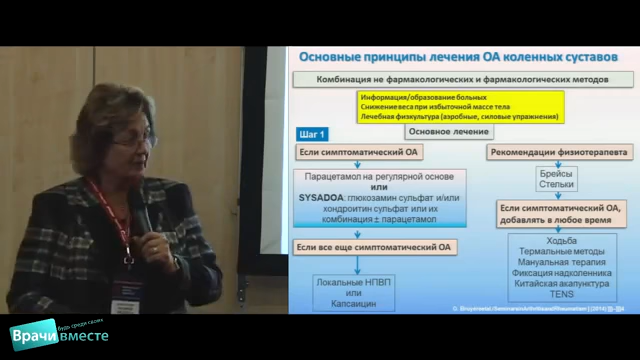 Основные принципы лечения ОА коленных суставов
Комбинация не фармакологических и фармакологических методов
Информация/образование больных
Снижение веса при избыточной массе тела
Лечебная физкультура (аэробные, силовые упражнения)
Основное лечение
Шаг 1
Если симптоматический ОА
Парацетамол на регулярной основе
или
SYSADOA: глюкозамин сульфат и/или
хондроитин сульфат или их
комбинация ± парацетамол
Если все еще симптоматический ОА
Локальные НПВП
или
Капсаицин
Рекомендации физиотерапевта
Брейсы
Стельки
Если симптоматический ОА,
добавлять в любое время
Ходьба
Термальные методы
Мануальная терапия
Фиксация надколенника
Китайская акапунктура
TENS
будь среди своих
Врачи вместе